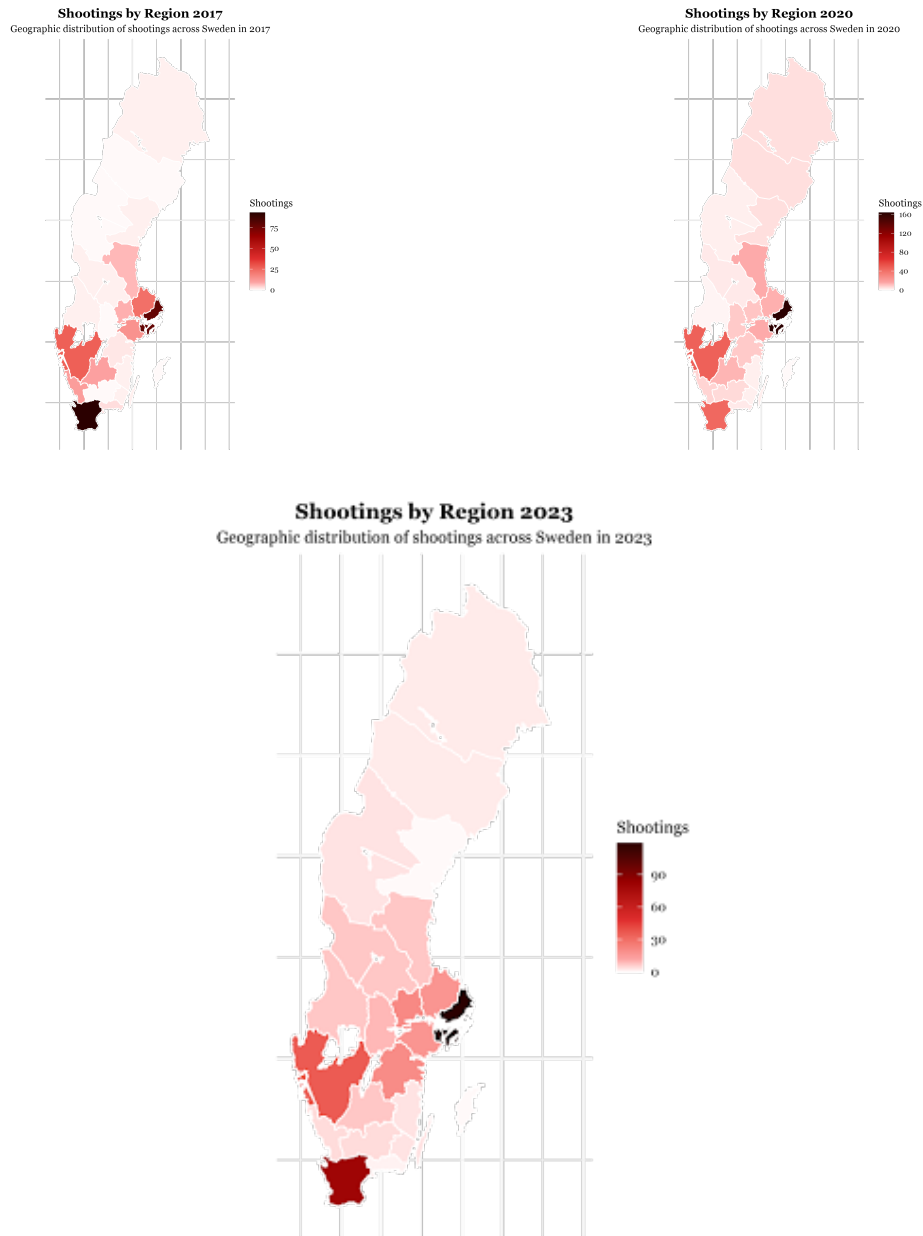 Shootings by Region 2017
Geographic distribution of shootings across Sweden in 2017
Shootings
75
50
25
0
Shootings by Region 2020
Geographic distribution of shootings across Sweden in 2020
Shootings
160
120
80
40
0
Shootings by Region 2023
Geographic distribution of shootings across Sweden in 2023
Shootings
90
60
30
0